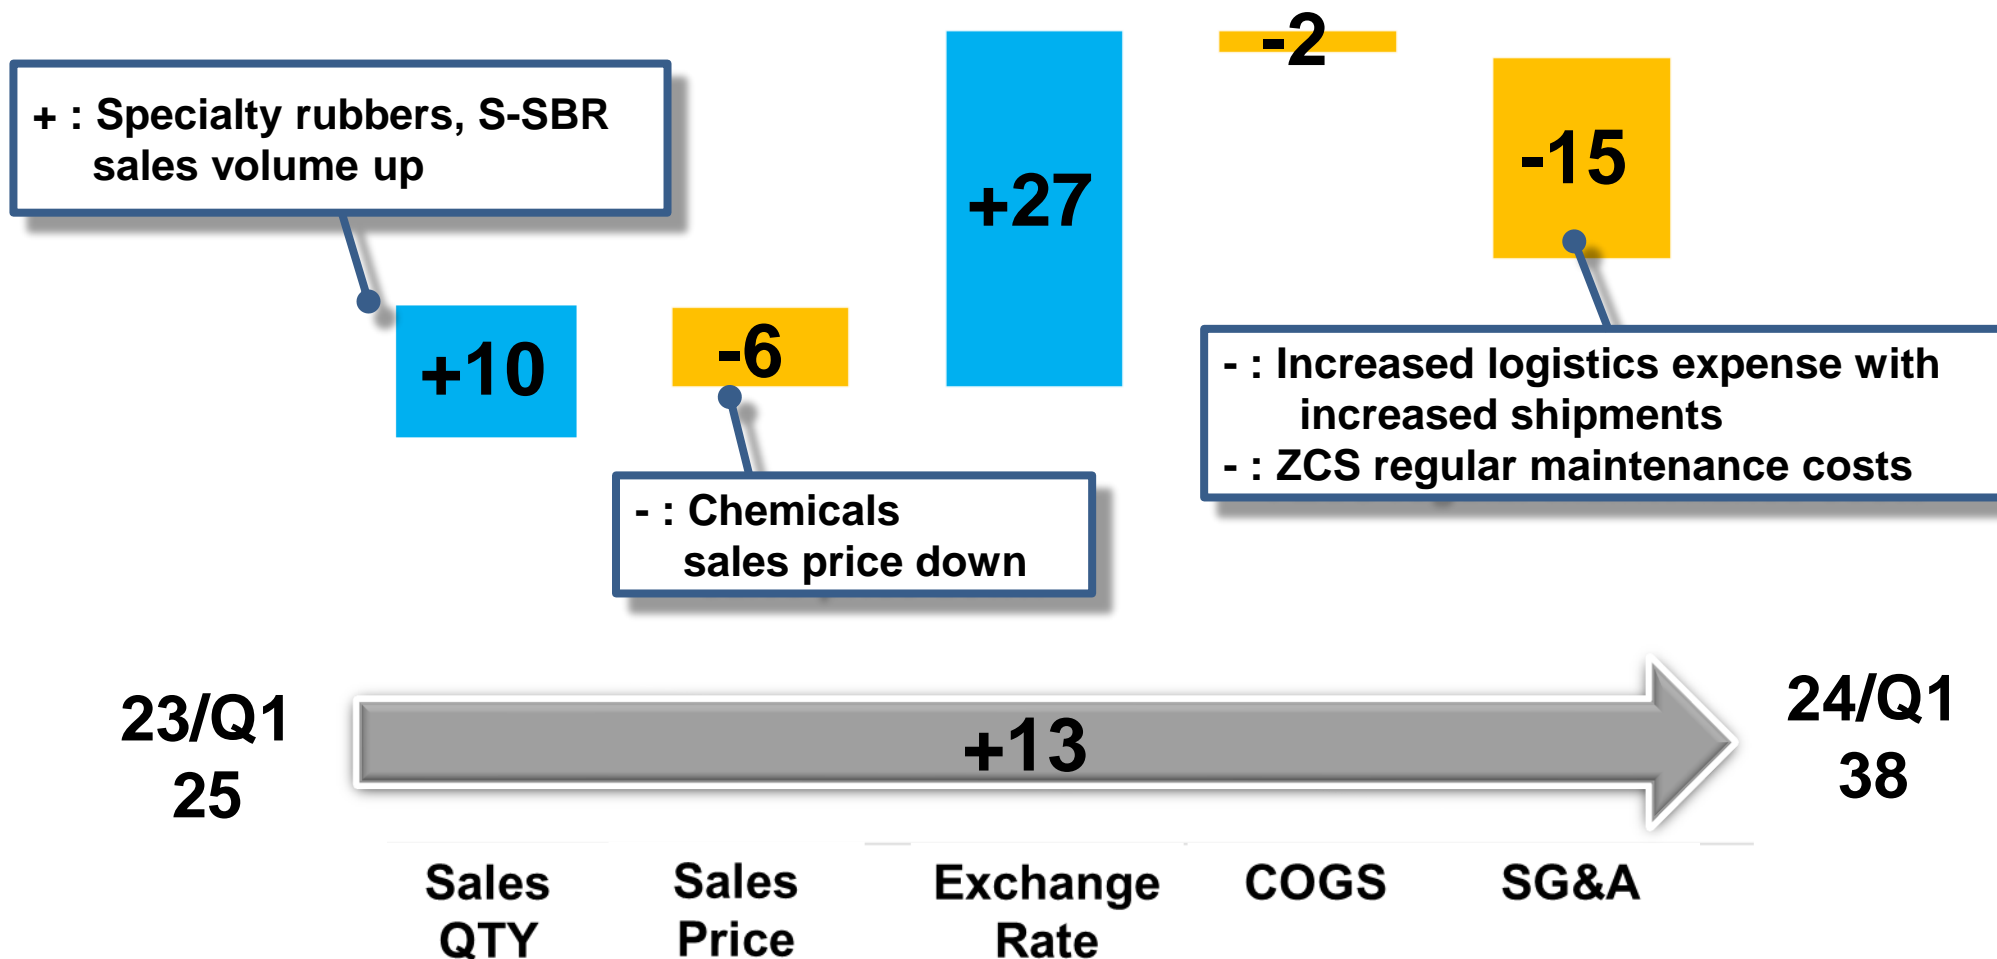 -2
+ : Specialty rubbers, S-SBR
sales volume up
+27
-15
+10
-6
- : Increased logistics expense with
increased shipments
- : ZCS regular maintenance costs
- : Chemicals
sales price down
23/Q1
25
+13
24/Q1
38
Sales
QTY
Sales
Price
Exchange
Rate
COGS
SG&A